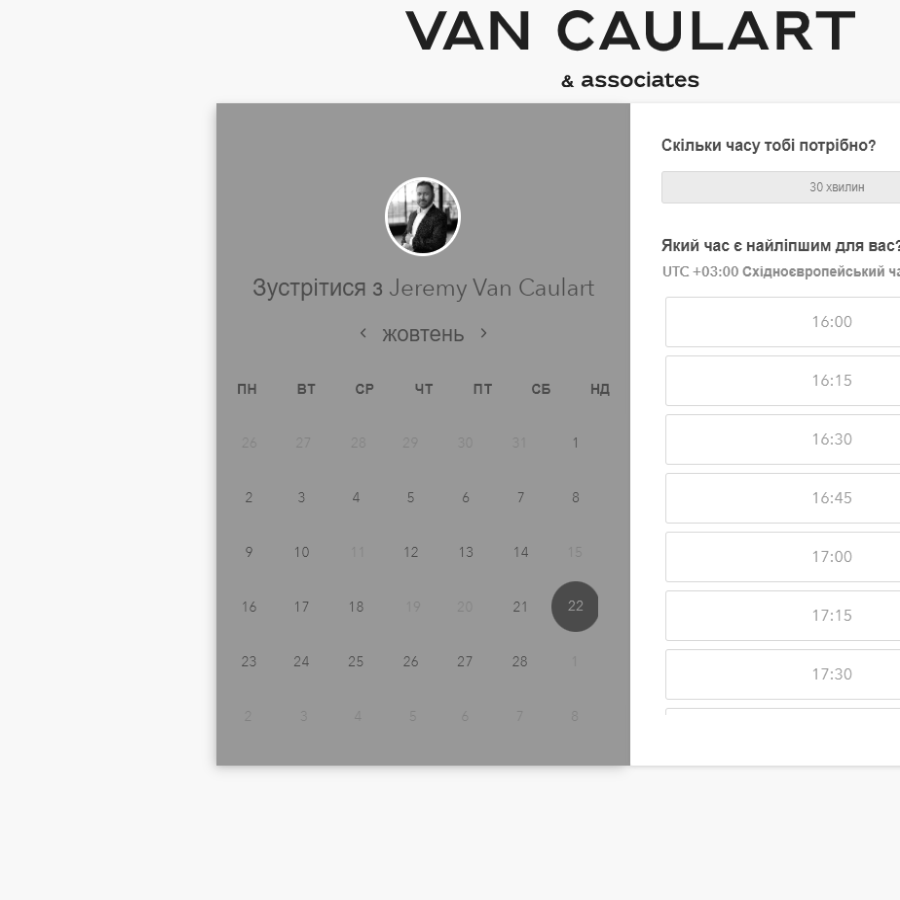 VAN CAULART
& associates
Зустрітися з Jeremy Van Caulart
жовтень
ПН ВТ СР ЧТ ПТ СБ НД
26 27 28 29 30 31 1
2 3 4 5 6 7 8
9 10 11 12 13 14 15
16 17 18 19 20 21 22
23 24 25 26 27 28 1
2 3 4 5 6 7 8
Скільки часу тобі потрібно?
30 хвилин
Який час є найліпшим для вас?
UTC +03:00 Східноєвропейський
16:00
16:15
16:30
16:45
17:00
17:15
17:30